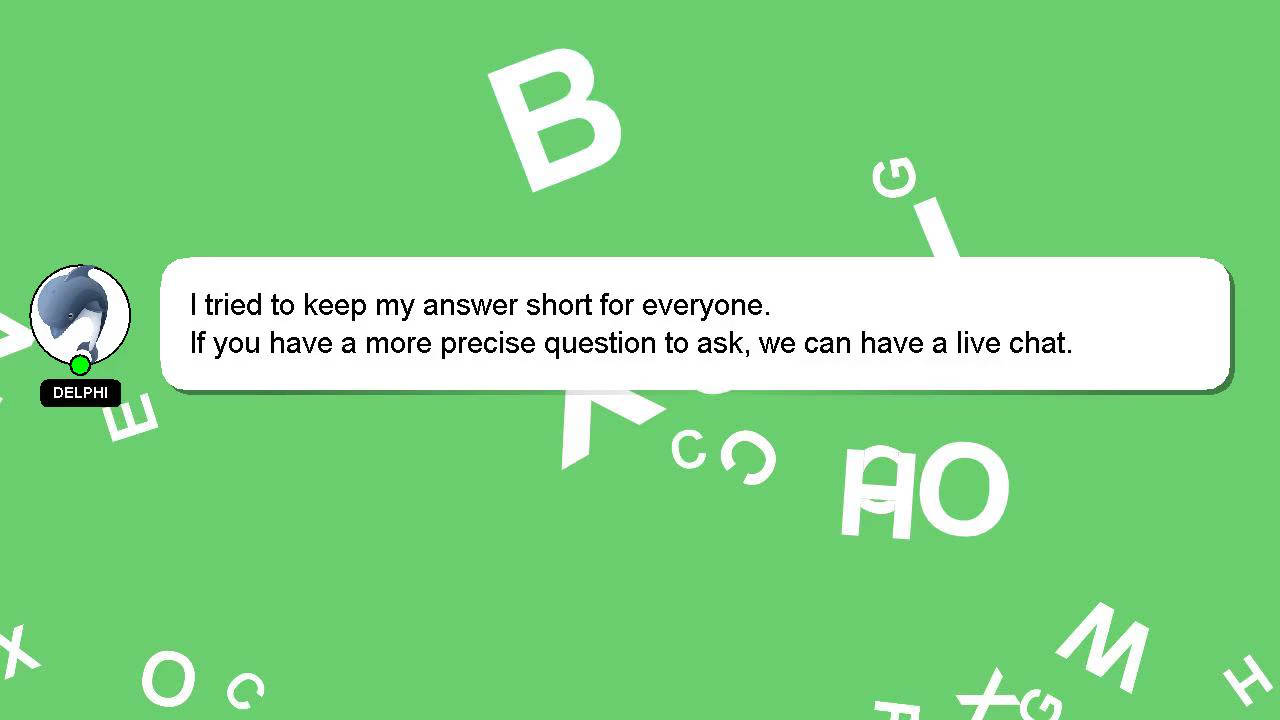 B
G
I
I tried to keep my answer short for everyone.
If you have a more precise question to ask, we can have a live chat.
DELPHI
E
X
C
C
H
O
M
X
O
C
H
X
G